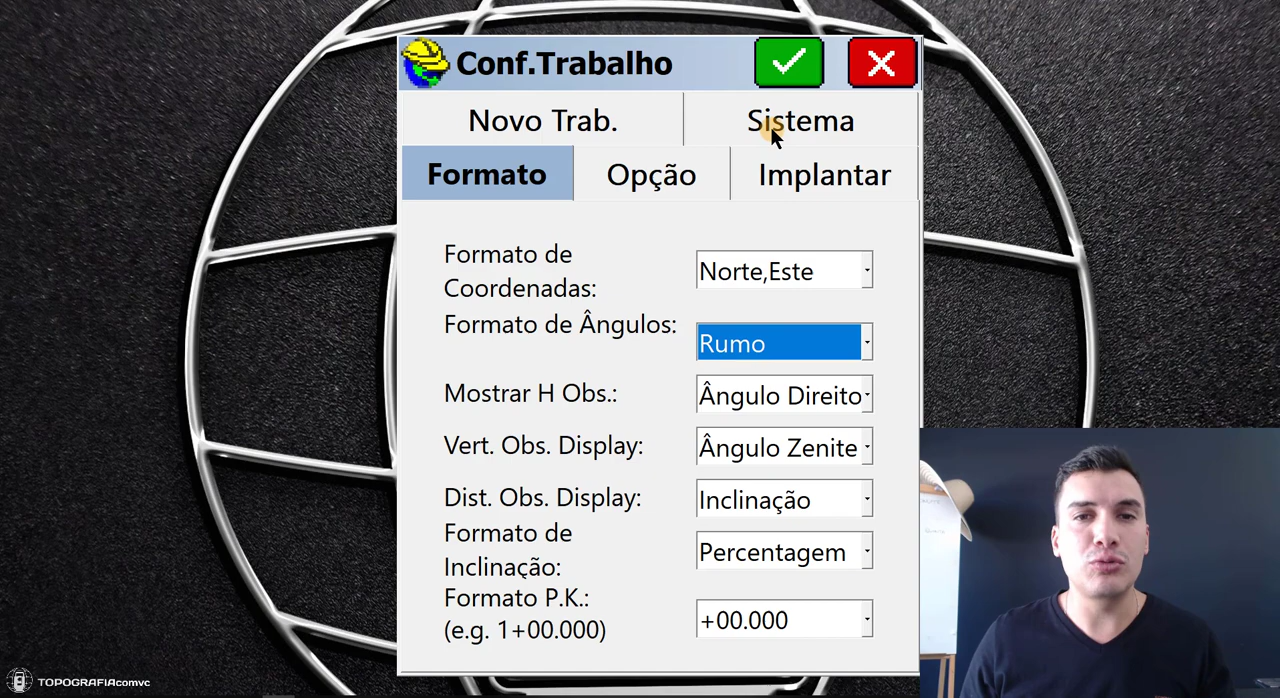 Conf.Trabalho
Novo Trab.
Sistema
Formato
Opção
Implantar
Formato de
Coordenadas:
Norte,Este
Formato de Ângulos:
Rumo
Mostrar H Obs.:
Ângulo Direito
Vert. Obs. Display:
Ângulo Zenite
Dist. Obs. Display:
Inclinação
Formato de
Inclinação:
Percentagem
Formato P.K.:
(e.g. 1+00.000)
+00.000
TOPOGRAFIAcomvc